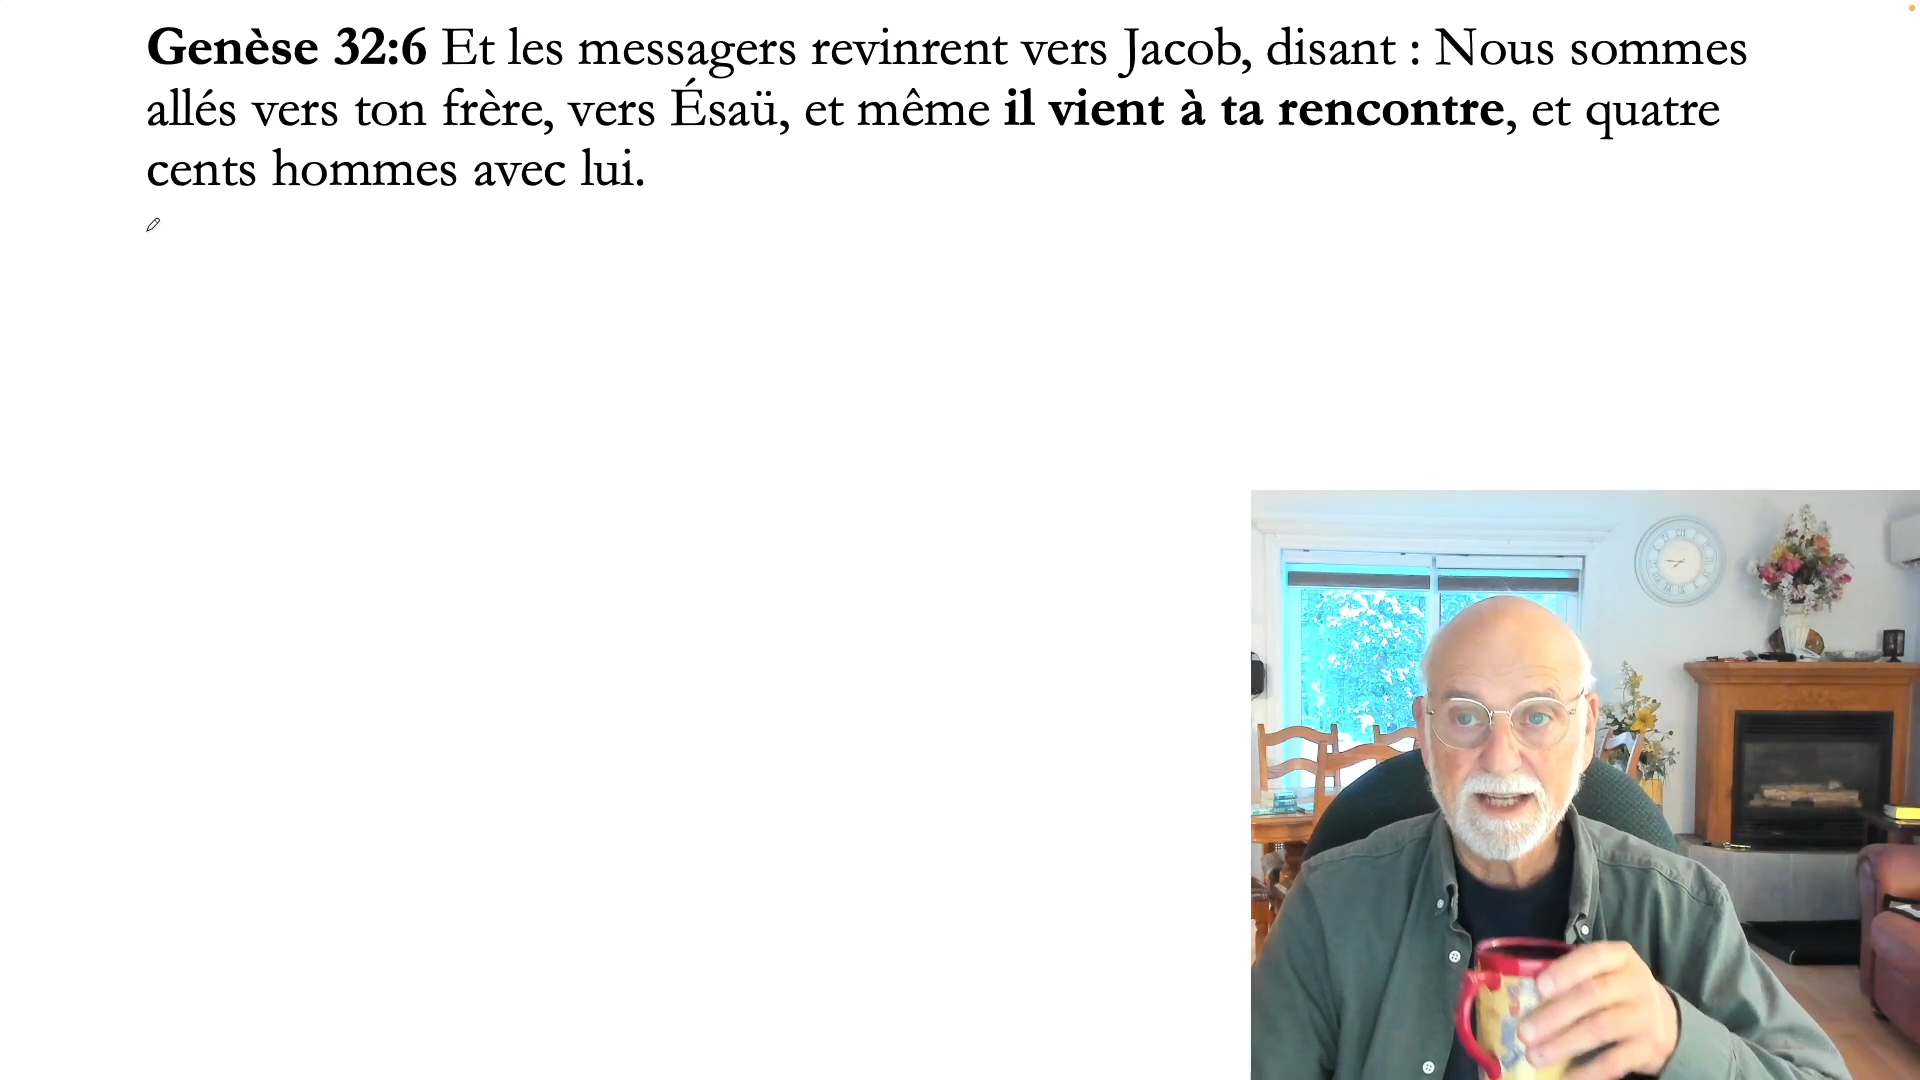 Genèse 32:6 Et les messagers revinrent vers Jacob, disant : Nous sommes
allés vers ton frère, vers Ésaü, et même il vient à ta rencontre, et quatre
cents hommes avec lui.